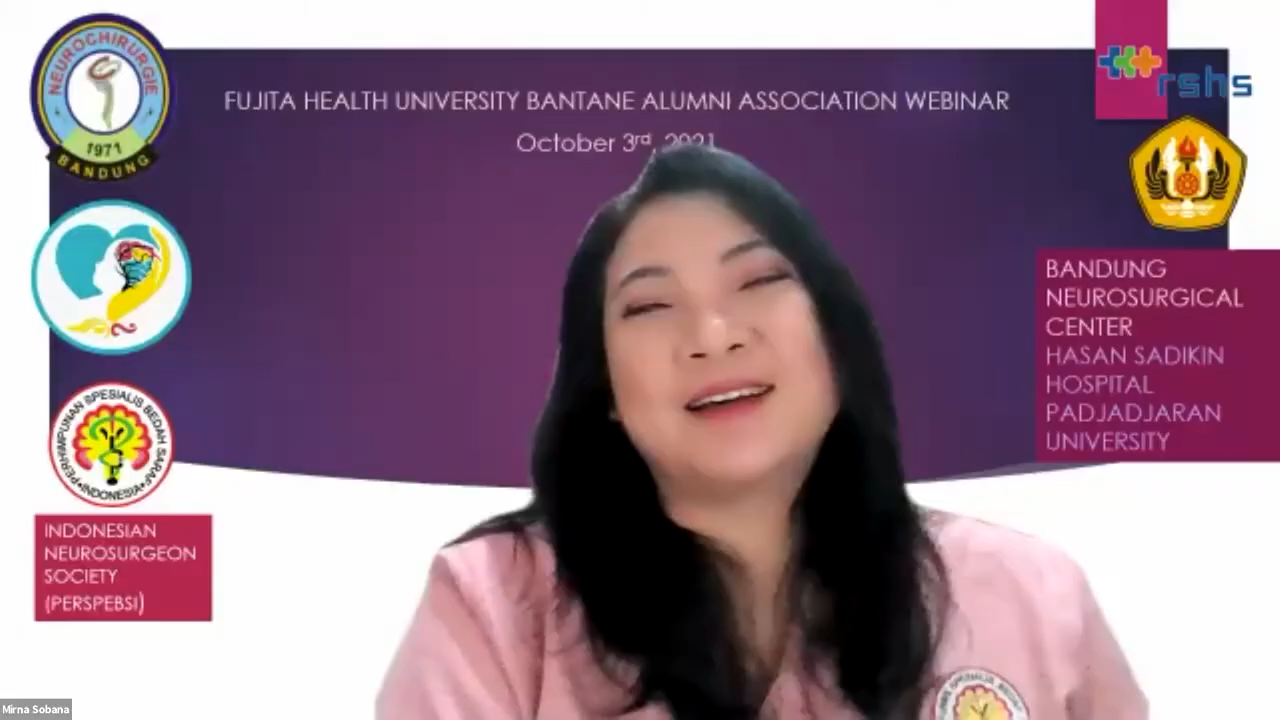 NEUROCHIRURGIE
1971
BANDUNG
FUJITA HEALTH UNIVERSITY BANTANE ALUMNI ASSOCIATION WEBINAR
October 3rd, 2021
rshs
BANDUNG
NEUROSURGICAL
CENTER
HASAN SADIKIN
HOSPITAL
PADJADJARAN
UNIVERSITY
PERHIMPUNAN SPESIALIS BEDAH SARAF
INDONESIA
INDONESIAN
NEUROSURGEON
SOCIETY
(PERSPEBSI)
Mirna Sobana